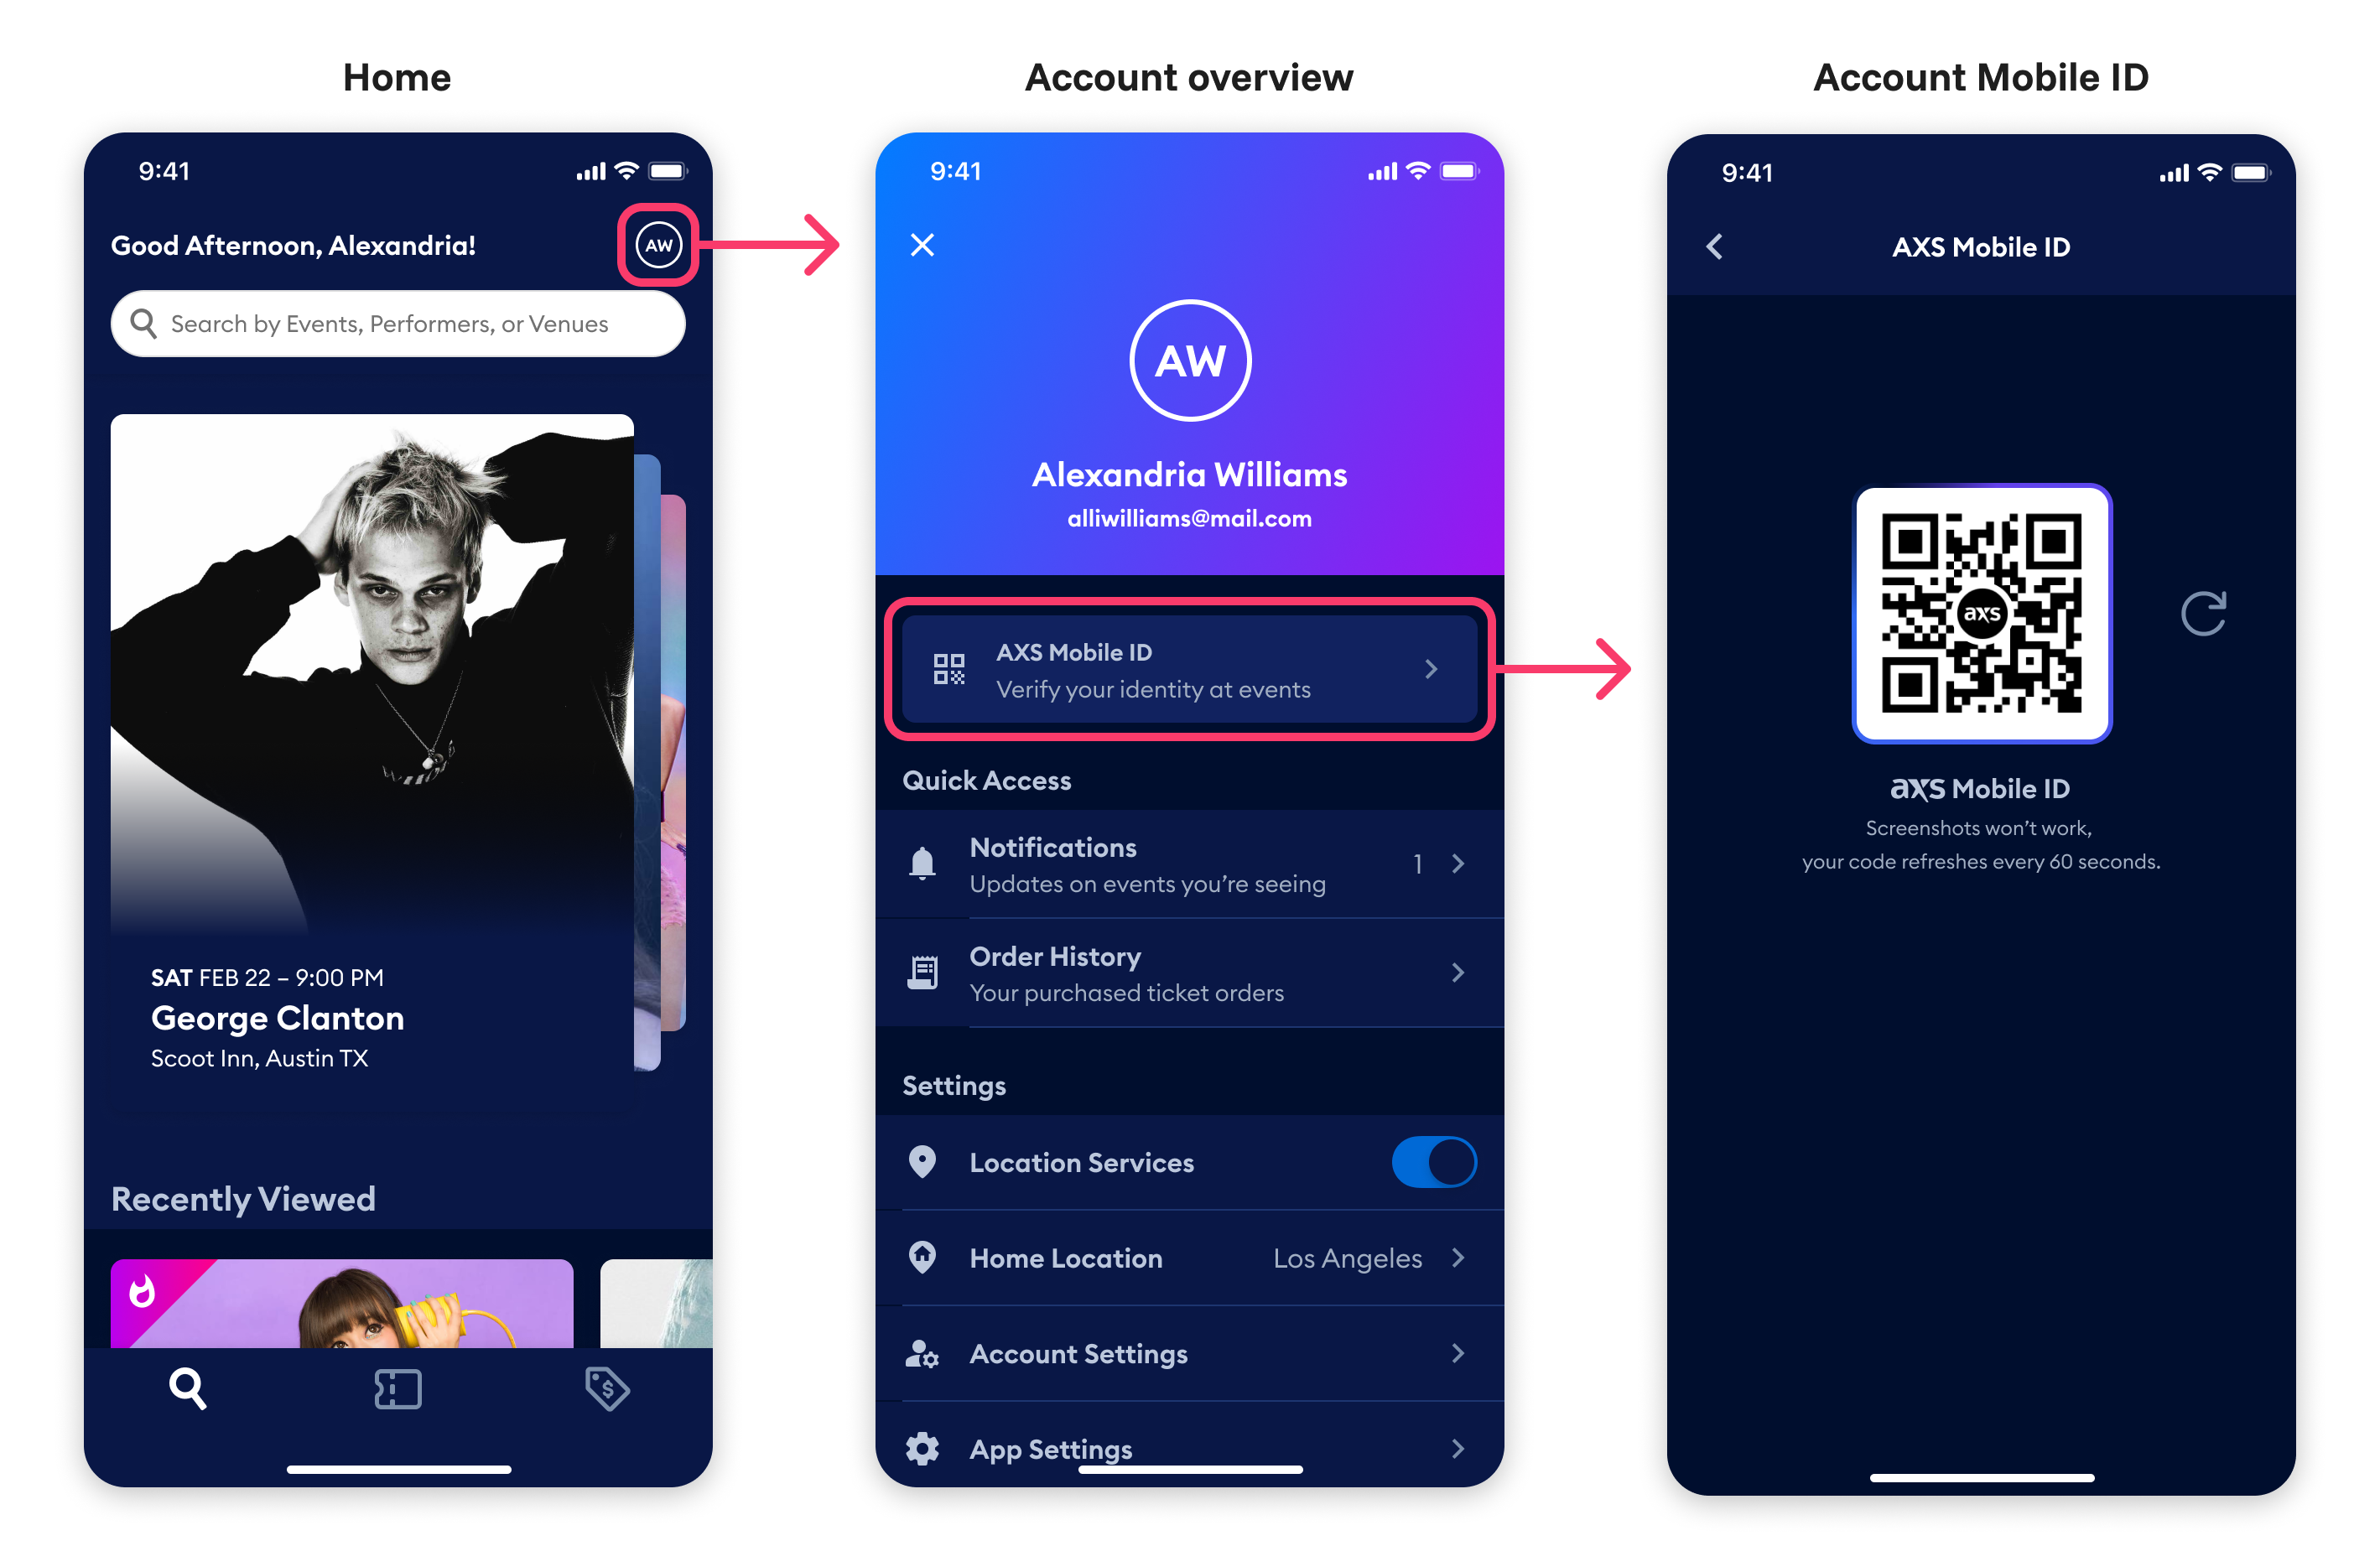 Home
9:41
Good Afternoon, Alexandria!
AW
Search by Events, Performers, or Venues
SAT FEB 22 – 9:00 PM
George Clanton
Scoot Inn, Austin TX
Recently Viewed
Account overview
9:41
AW
Alexandria Williams
alliwilliams@mail.com
AXS Mobile ID
Verify your identity at events
Quick Access
Notifications
Updates on events you’re seeing
1
Order History
Your purchased ticket orders
Settings
Location Services
Home Location
Los Angeles
Account Settings
App Settings
Account Mobile ID
9:41
AXS Mobile ID
axs
axs Mobile ID
Screenshots won’t work,
your code refreshes every 60 seconds.